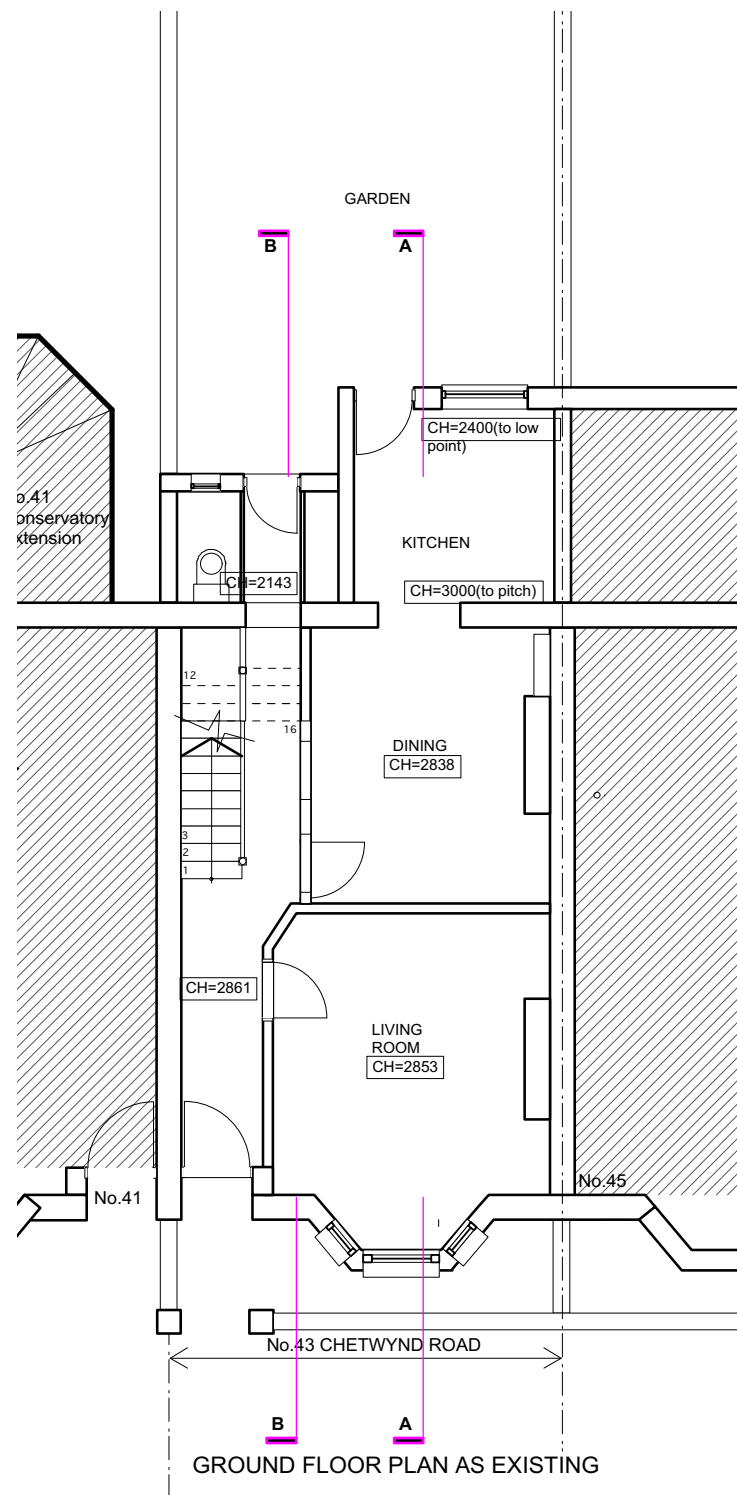 GARDEN
B
A
CH=2400(to low
point)
o.41
onservatory
xtension
KITCHEN
CH=2143
CH=3000(to pitch)
12
16
DINING
CH=2838
3
2
1
CH=2861
LIVING
ROOM
CH=2853
No.41
No.45
No.43 CHETWYND ROAD
B
A
GROUND FLOOR PLAN AS EXISTING